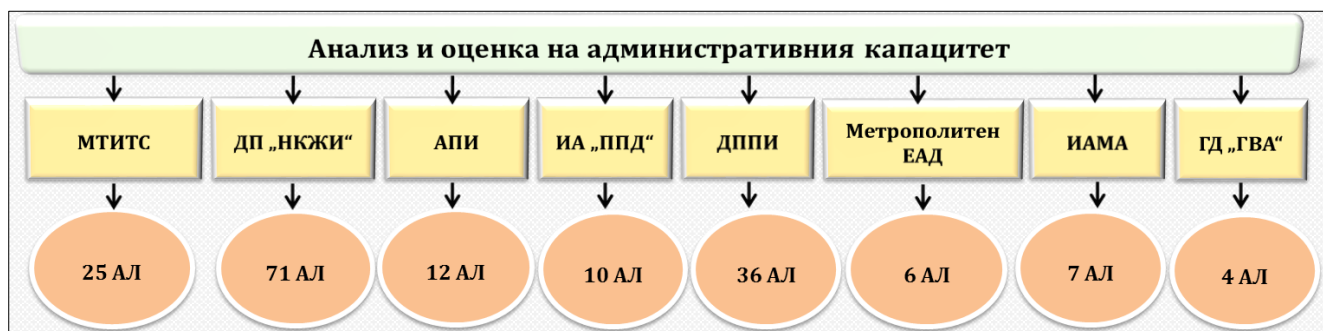 Анализ и оценка на административния капацитет
МТИТС
ДП „НКЖИ“
АПИ
ИА „ППД“
ДППИ
Метрополитен
ЕАД
ИАМА
ГД „ГВА“
25 АЛ
71 АЛ
12 АЛ
10 АЛ
36 АЛ
6 АЛ
7 АЛ
4 АЛ